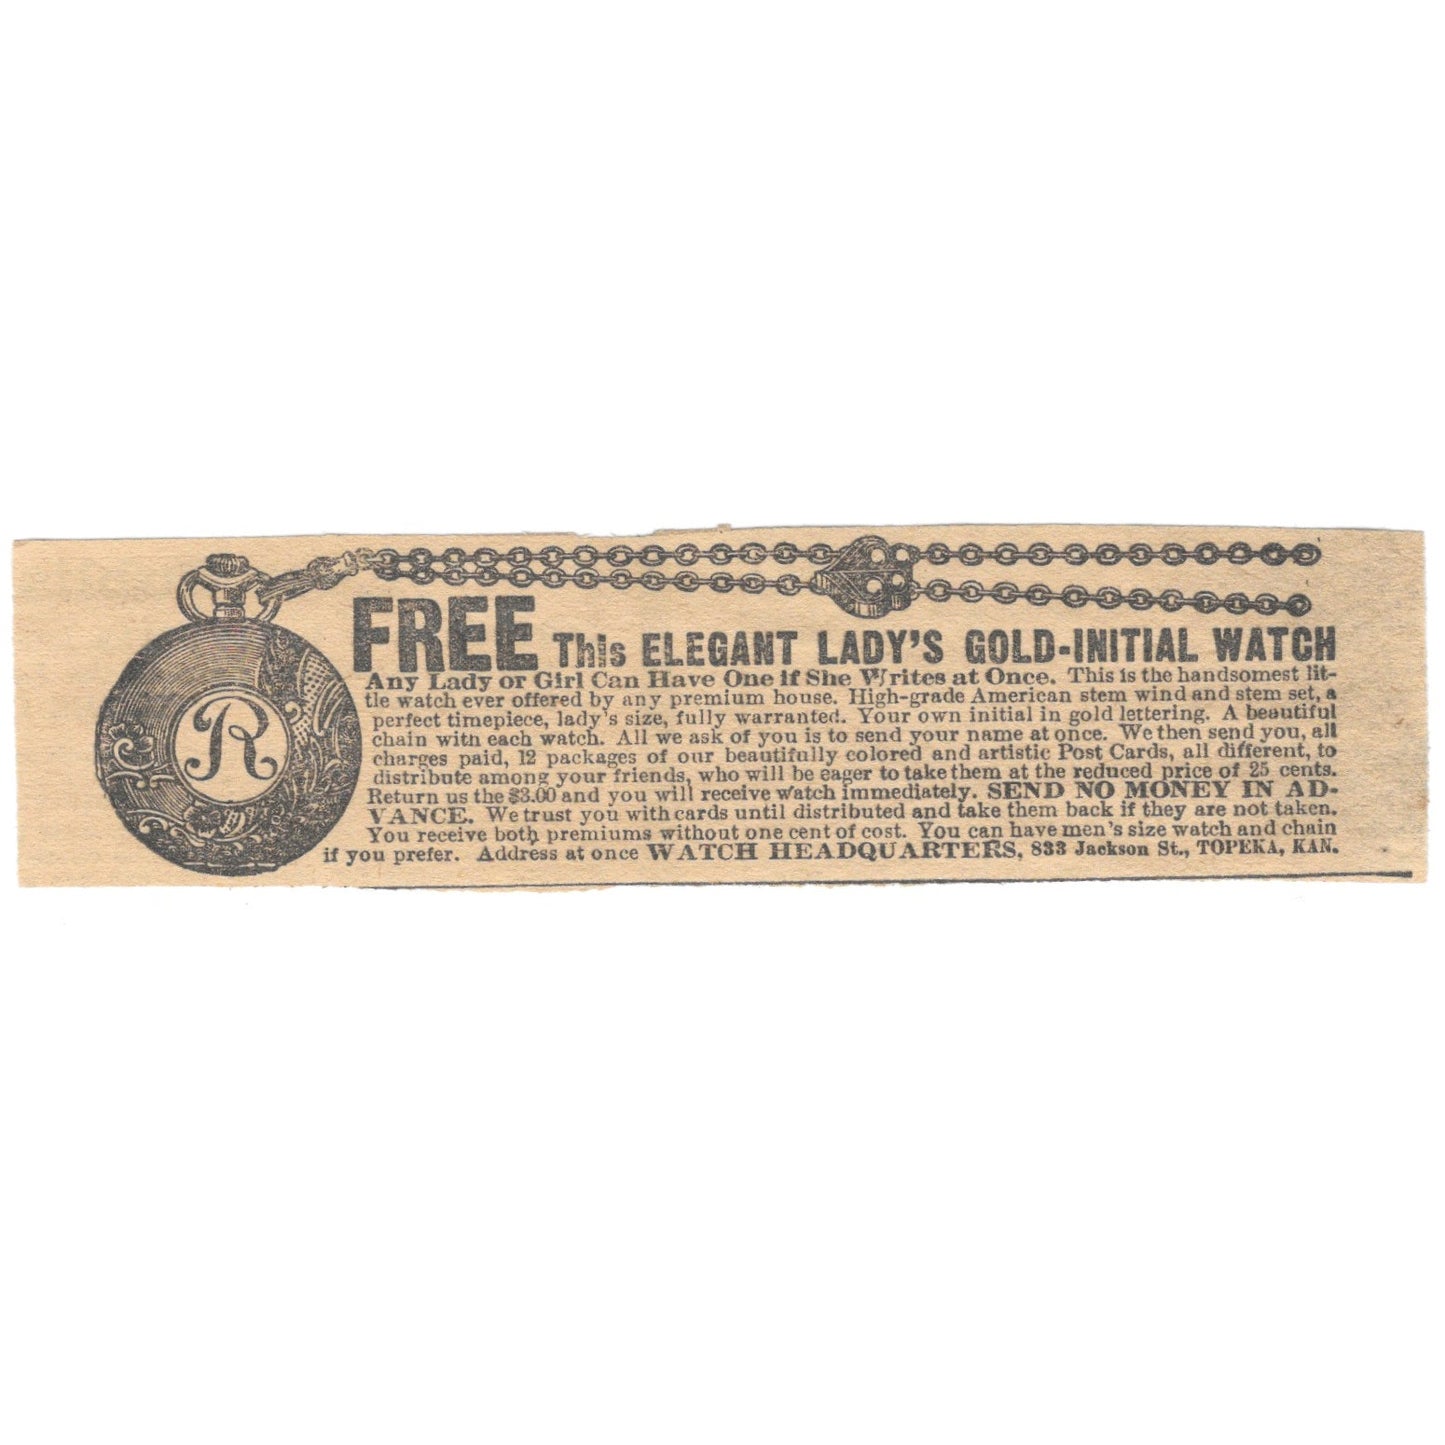 R
FREE This ELEGANT LADY'S GOLD-INITIAL WATCH
Any Lady or Girl Can Have One if She Writes at Once. This is the handsomest lit-
tle watch ever offered by any premium house. High-grade American stem wind and stem set, a
perfect timepiece, lady's size, fully warranted. Your own initial in gold lettering. A beautiful
chain with each watch. All we ask of you is to send your name at once. We then send you, all
charges paid, 12 packages of our beautifully colored and artistic Post Cards, all different, to
distribute among your friends, who will be eager to take them at the reduced price of 25 cents.
Return us the $3.00 and you will receive watch immediately. SEND NO MONEY IN AD-
VANCE. We trust you with cards until distributed and take them back if they are not taken.
You receive both premiums without one cent of cost. You can have men's size watch and chain
if you prefer. Address at once WATCH HEADQUARTERS, 833 Jackson St., TOPEKA, KAN.